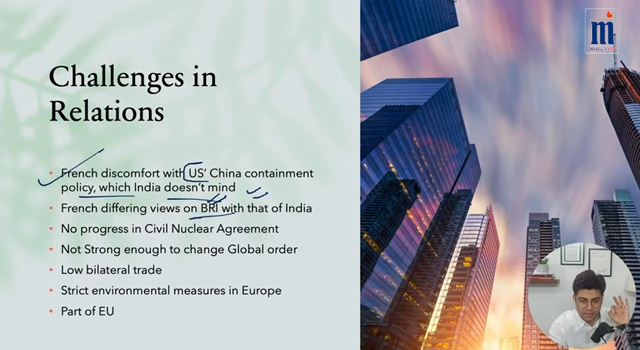 Challenges in
Relations
• French discomfort with US' China containment
policy, which India doesn't mind
• French differing views on BRI with that of India
• No progress in Civil Nuclear Agreement
• Not Strong enough to change Global order
• Low bilateral trade
• Strict environmental measures in Europe
• Part of EU
m